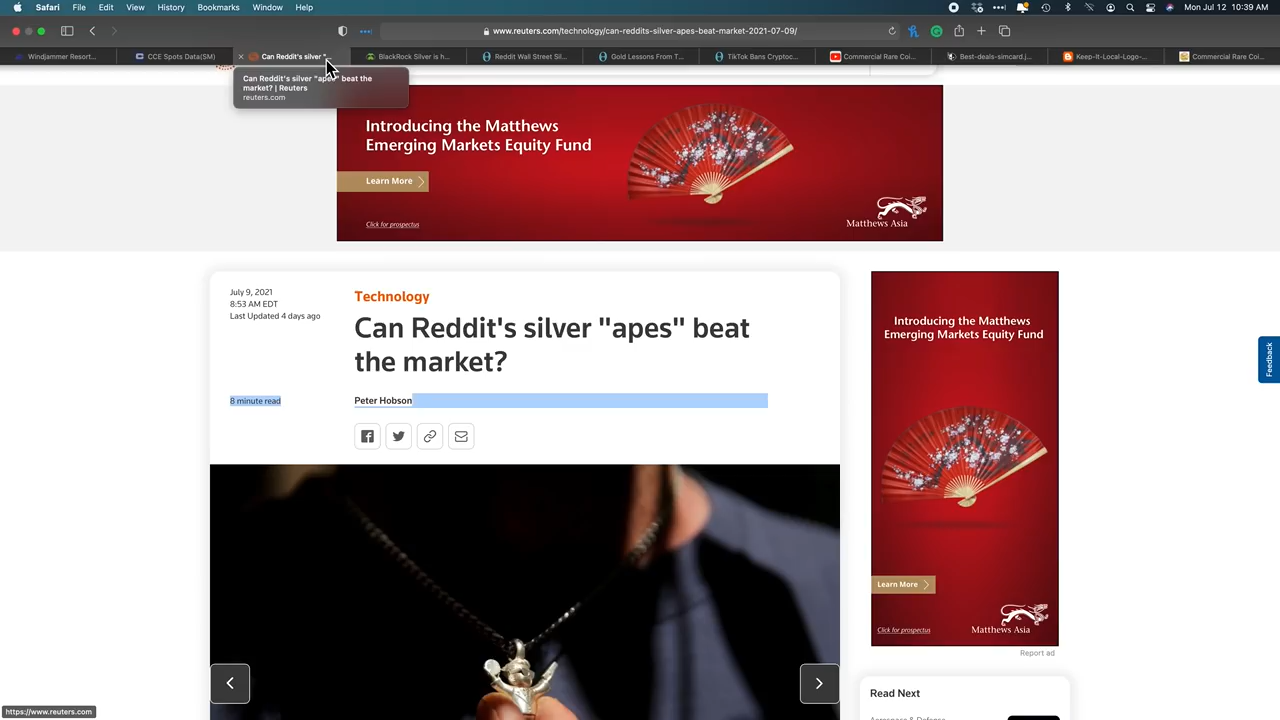 Safari File Edit View History Bookmarks Window Help
Mon Jul 12 10:39 AM
www.reuters.com/technology/can-reddits-silver-apes-beat-market-2021-07-09/
Windjammer Resort...
CCE Spots Data(SM)
Can Reddit's silver "...
BlackRock Silver is h...
Reddit Wall Street Sil...
Gold Lessons From T...
TikTok Bans Cryptoc...
Commercial Rare Coi...
Best-deals-simcard.j...
Keep-It-Local-Logo-...
Commercial Rare Coi...
Can Reddit's silver "apes" beat the
market? | Reuters
reuters.com
Introducing the Matthews
Emerging Markets Equity Fund
Learn More
Click for prospectus
Matthews Asia
July 9, 2021
8:53 AM EDT
Last Updated 4 days ago
Technology
Can Reddit's silver "apes" beat
the market?
8 minute read
Peter Hobson
Introducing the Matthews
Emerging Markets Equity Fund
Learn More
Click for prospectus
Matthews Asia
Report ad
Feedback
Read Next
Aerospace & Defense
https://www.reuters.com